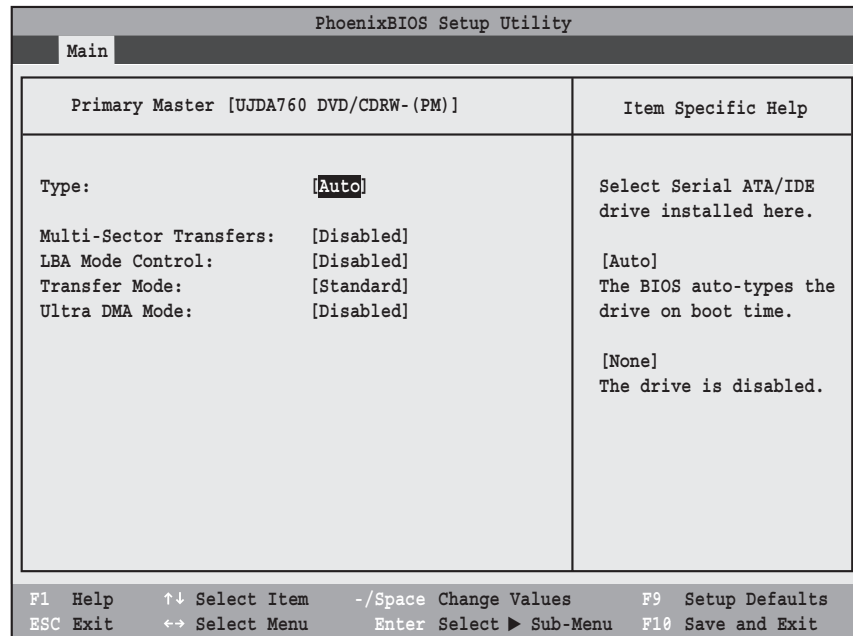 PhoenixBIOS Setup Utility
Main
Primary Master [UJDA760 DVD/CDRW-(PM)]
Item Specific Help
Type: [Auto]
Multi-Sector Transfers: [Disabled]
LBA Mode Control: [Disabled]
Transfer Mode: [Standard]
Ultra DMA Mode: [Disabled]
Select Serial ATA/IDE
drive installed here.
[Auto]
The BIOS auto-types the
drive on boot time.
[None]
The drive is disabled.
F1 Help ↑↓ Select Item -/Space Change Values F9 Setup Defaults
ESC Exit ←→ Select Menu Enter Select ▶ Sub-Menu F10 Save and Exit